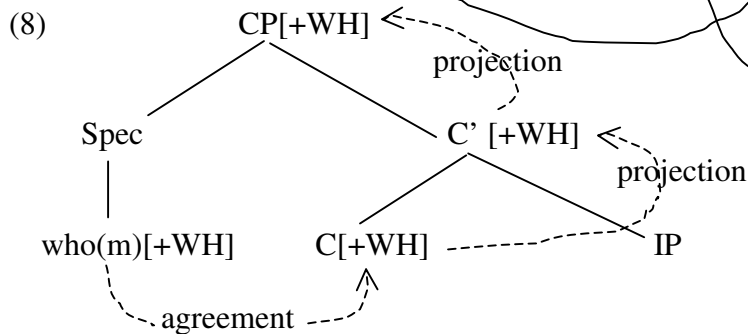 (8) CP[+WH]
projection
Spec C’ [+WH]
projection
who(m)[+WH] C[+WH] IP
agreement